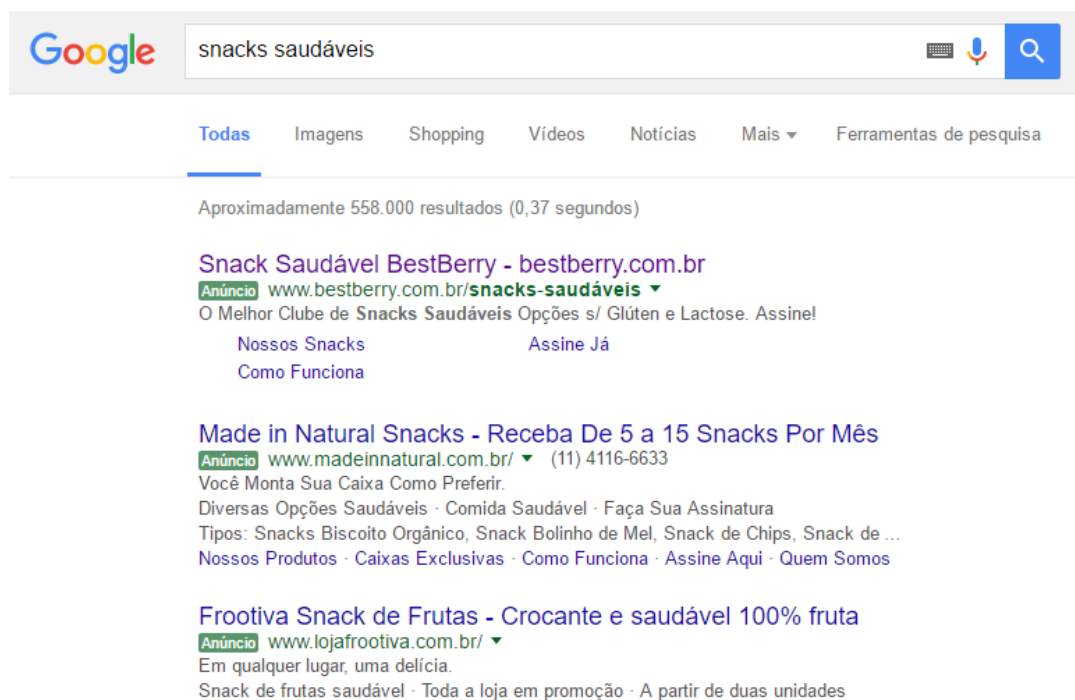 Google snacks saudáveis
Todas Imagens Shopping Vídeos Notícias Mais Ferramentas de pesquisa
Aproximadamente 558.000 resultados (0,37 segundos)
Snack Saudável BestBerry - bestberry.com.br
Anúncio www.bestberry.com.br/snacks-saudáveis
O Melhor Clube de Snacks Saudáveis Opções s/ Glúten e Lactose. Assine!
Nossos Snacks Assine Já
Como Funciona
Made in Natural Snacks - Receba De 5 a 15 Snacks Por Mês
Anúncio www.madeinnatural.com.br/ (11) 4116-6633
Você Monta Sua Caixa Como Preferir.
Diversas Opções Saudáveis · Comida Saudável · Faça Sua Assinatura
Tipos: Snacks Biscoito Orgânico, Snack Bolinho de Mel, Snack de Chips, Snack de ...
Nossos Produtos · Caixas Exclusivas · Como Funciona · Assine Aqui · Quem Somos
Frootiva Snack de Frutas - Crocante e saudável 100% fruta
Anúncio www.lojafrootiva.com.br/
Em qualquer lugar, uma delícia.
Snack de frutas saudável · Toda a loja em promoção · A partir de duas unidades